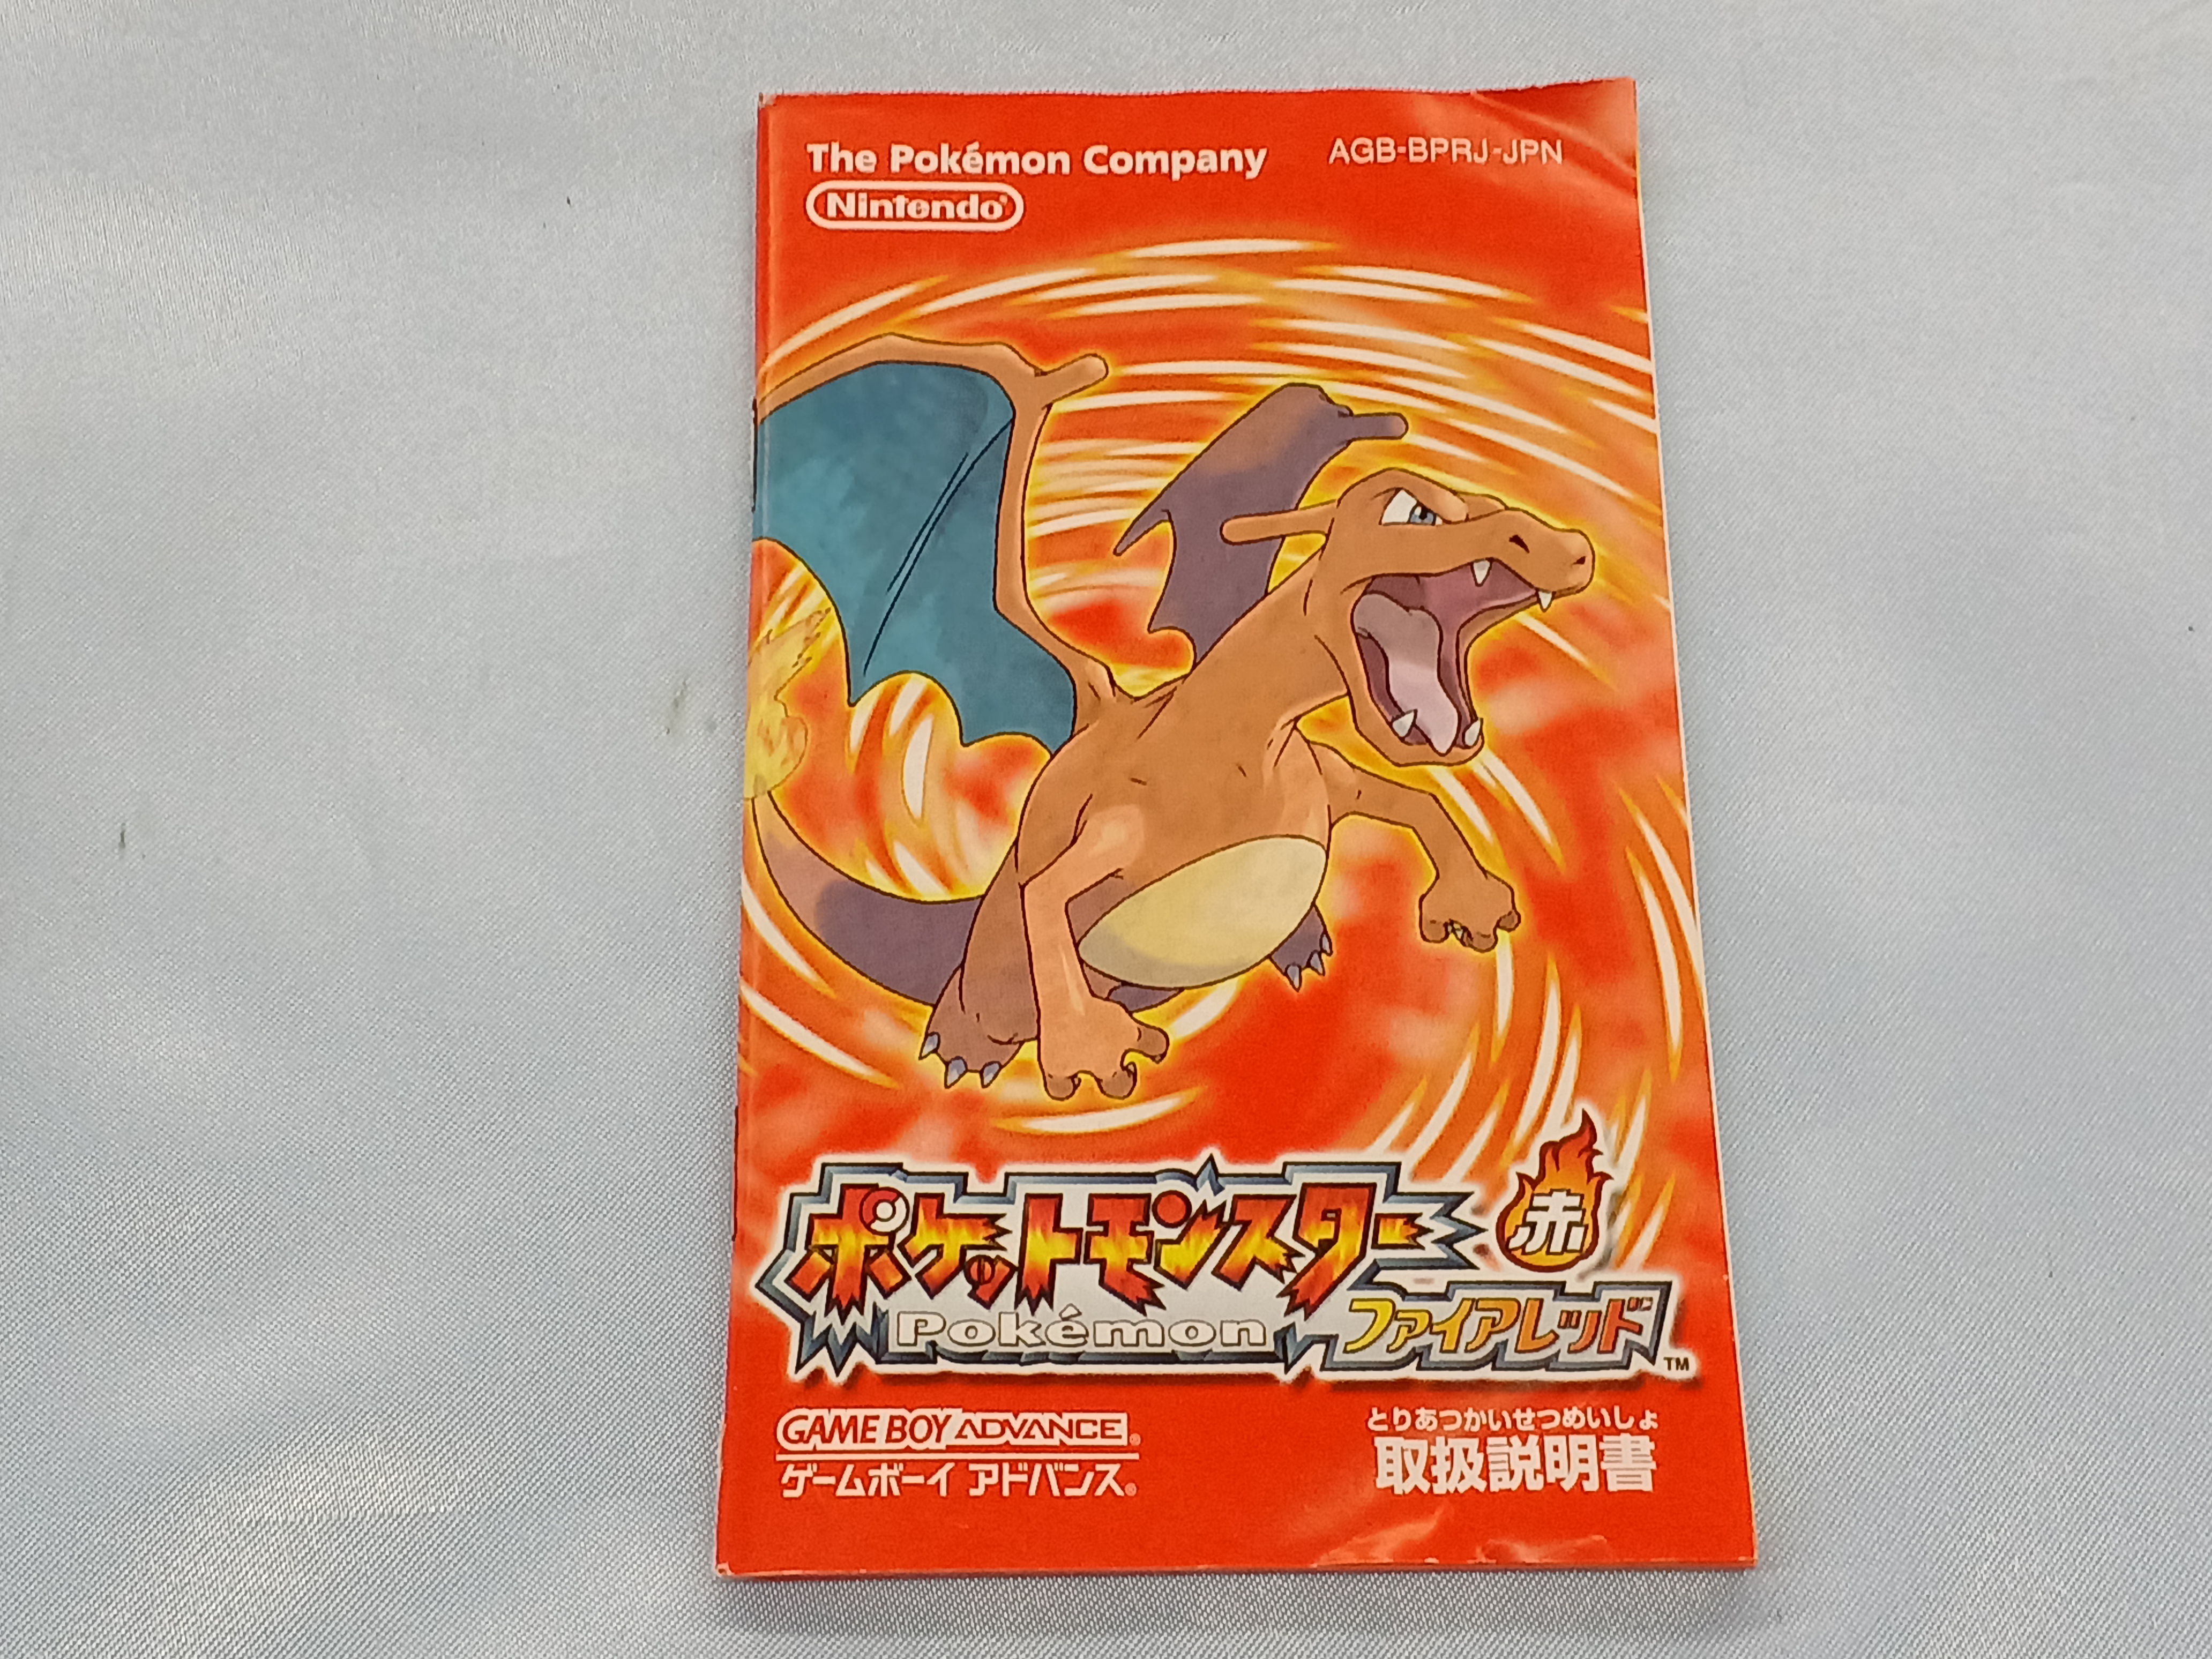 The Pokémon Company
AGB-BPRJ-JPN
Nintendo®
ポケットモンスター
赤
Pokémon
ファイアレッド
™
GAME BOY ADVANCE®
ゲームボーイ アドバンス®
とりあつかいせつめいしょ
取扱説明書